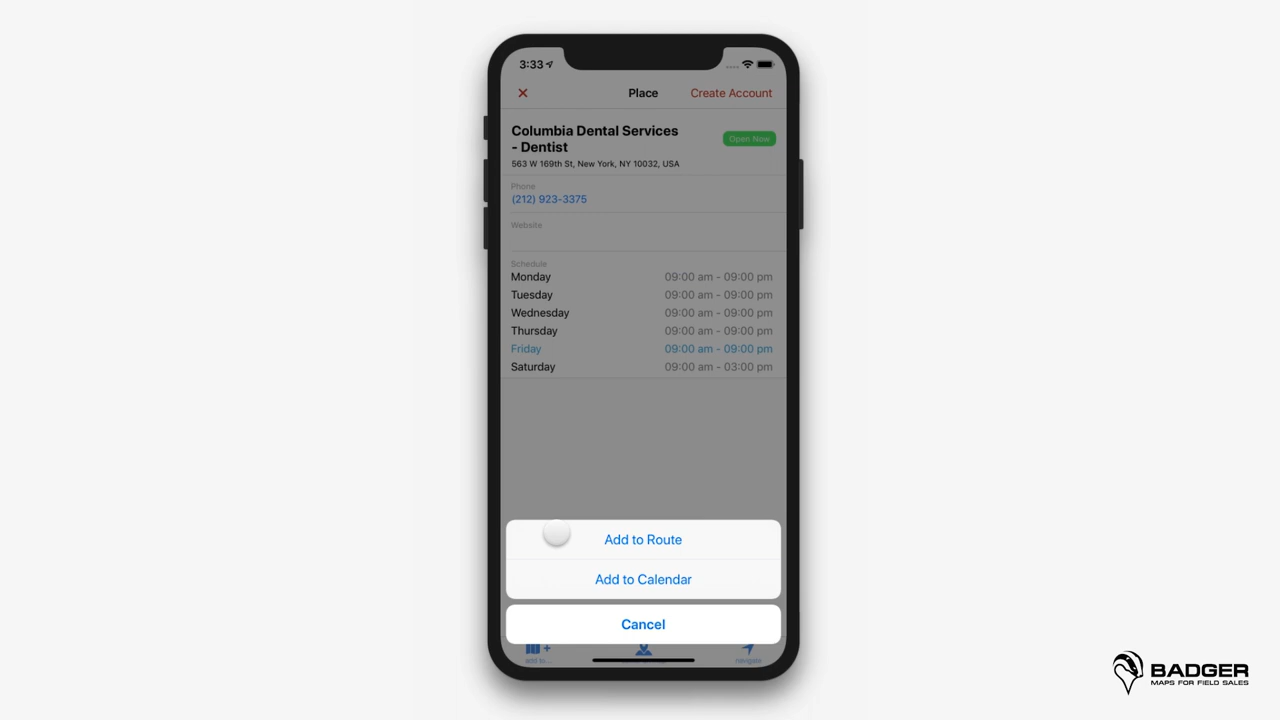 3:33
Place
Create Account
Columbia Dental Services
- Dentist
Open Now
563 W 169th St, New York, NY 10032, USA
Phone
(212) 923-3375
Website
Schedule
Monday 09:00 am - 09:00 pm
Tuesday 09:00 am - 09:00 pm
Wednesday 09:00 am - 09:00 pm
Thursday 09:00 am - 09:00 pm
Friday 09:00 am - 09:00 pm
Saturday 09:00 am - 03:00 pm
Add to Route
Add to Calendar
Cancel
add to...
navigate
BADGER
MAPS FOR FIELD SALES